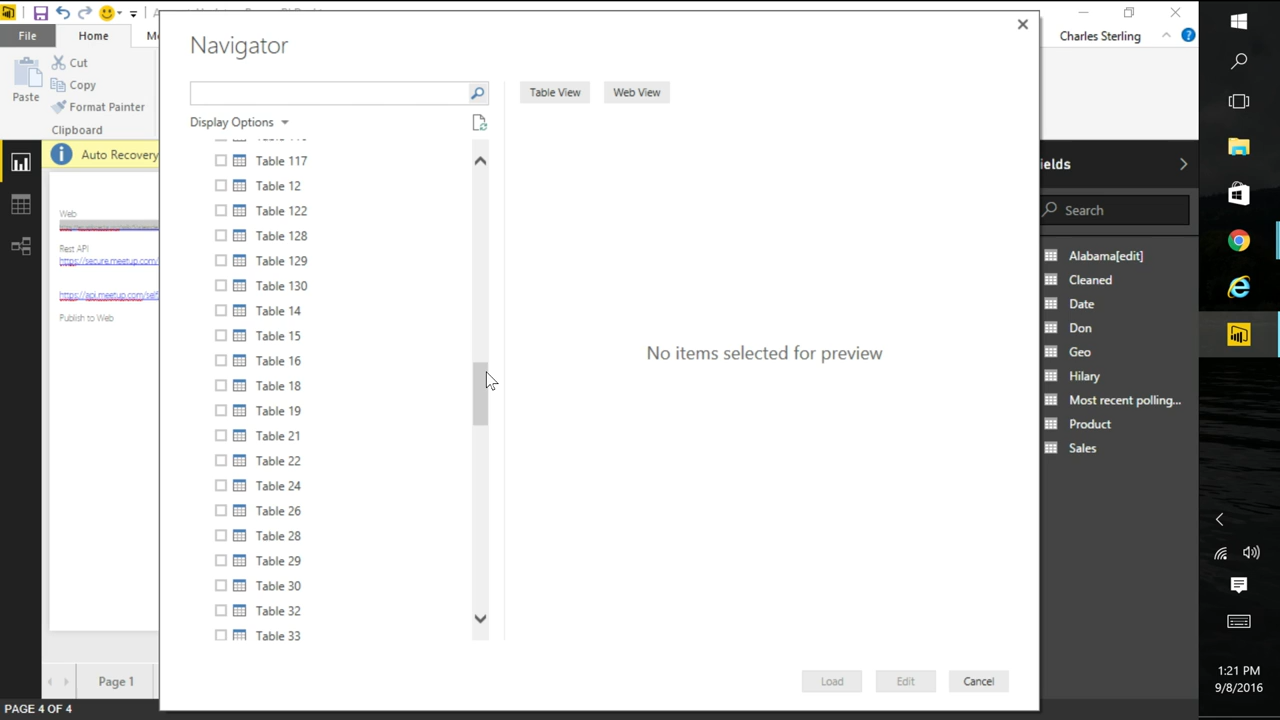 Navigator
Charles Sterling
File
Home
Cut
Copy
Paste
Format Painter
Clipboard
Table View
Web View
Display Options
Auto Recovery
Table 117
Table 12
Table 122
Table 128
Table 129
Table 130
Table 14
Table 15
Table 16
Table 18
Table 19
Table 21
Table 22
Table 24
Table 26
Table 28
Table 29
Table 30
Table 32
Table 33
No items selected for preview
Load
Edit
Cancel
Web
Rest API
https://secure.meetup.com/
https://api.meetup.com/self
Publish to Web
ields
Search
Alabama[edit]
Cleaned
Date
Don
Geo
Hilary
Most recent polling...
Product
Sales
Page 1
PAGE 4 OF 4
1:21 PM
9/8/2016